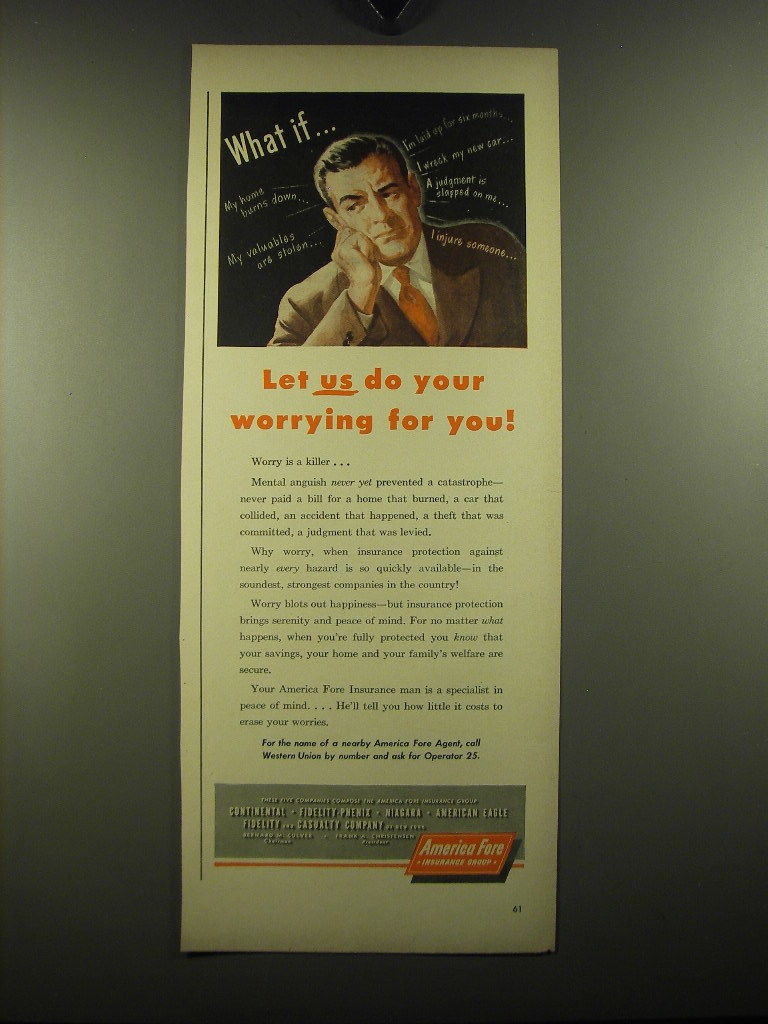 What if...
I'm laid up for six months...
I wreck my new car...
A judgment is
slapped on me...
My home
burns down...
My valuables
are stolen...
I injure someone...
Let us do your
worrying for you!
Worry is a killer . . .
Mental anguish never yet prevented a catastrophe—
never paid a bill for a home that burned, a car that
collided, an accident that happened, a theft that was
committed, a judgment that was levied.
Why worry, when insurance protection against
nearly every hazard is so quickly available—in the
soundest, strongest companies in the country!
Worry blots out happiness—but insurance protection
brings serenity and peace of mind. For no matter what
happens, when you're fully protected you know that
your savings, your home and your family's welfare are
secure.
Your America Fore Insurance man is a specialist in
peace of mind. . . . He'll tell you how little it costs to
erase your worries.
For the name of a nearby America Fore Agent, call
Western Union by number and ask for Operator 25.
THESE FIVE COMPANIES COMPOSE THE AMERICA FORE INSURANCE GROUP
CONTINENTAL • FIDELITY-PHENIX • NIAGARA • AMERICAN EAGLE
FIDELITY AND CASUALTY COMPANY OF NEW YORK
BERNARD M. CULVER • FRANK A. CHRISTENSEN
Chairman President
America Fore
• INSURANCE GROUP •
61